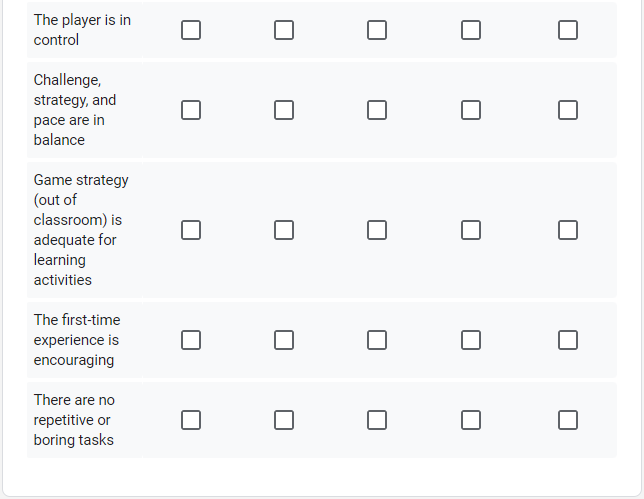 The player is in
control
Challenge,
strategy, and
pace are in
balance
Game strategy
(out of
classroom) is
adequate for
learning
activities
The first-time
experience is
encouraging
There are no
repetitive or
boring tasks